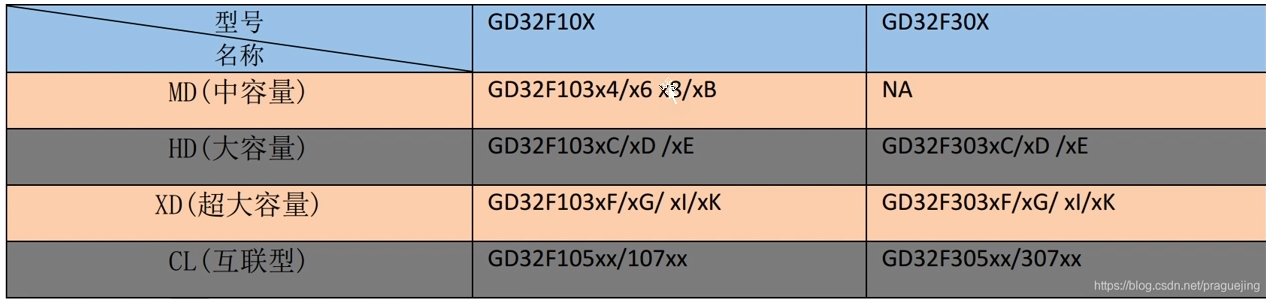 型号 GD32F10X GD32F30X
名称
MD(中容量) GD32F103x4/x6 /xB NA
HD(大容量) GD32F103xC/xD /xE GD32F303xC/xD /xE
XD(超大容量) GD32F103xF/xG/ xI/xK GD32F303xF/xG/ xI/xK
CL(互联型) GD32F105xx/107xx GD32F305xx/307xx
https://blog.csdn.net/praguejing